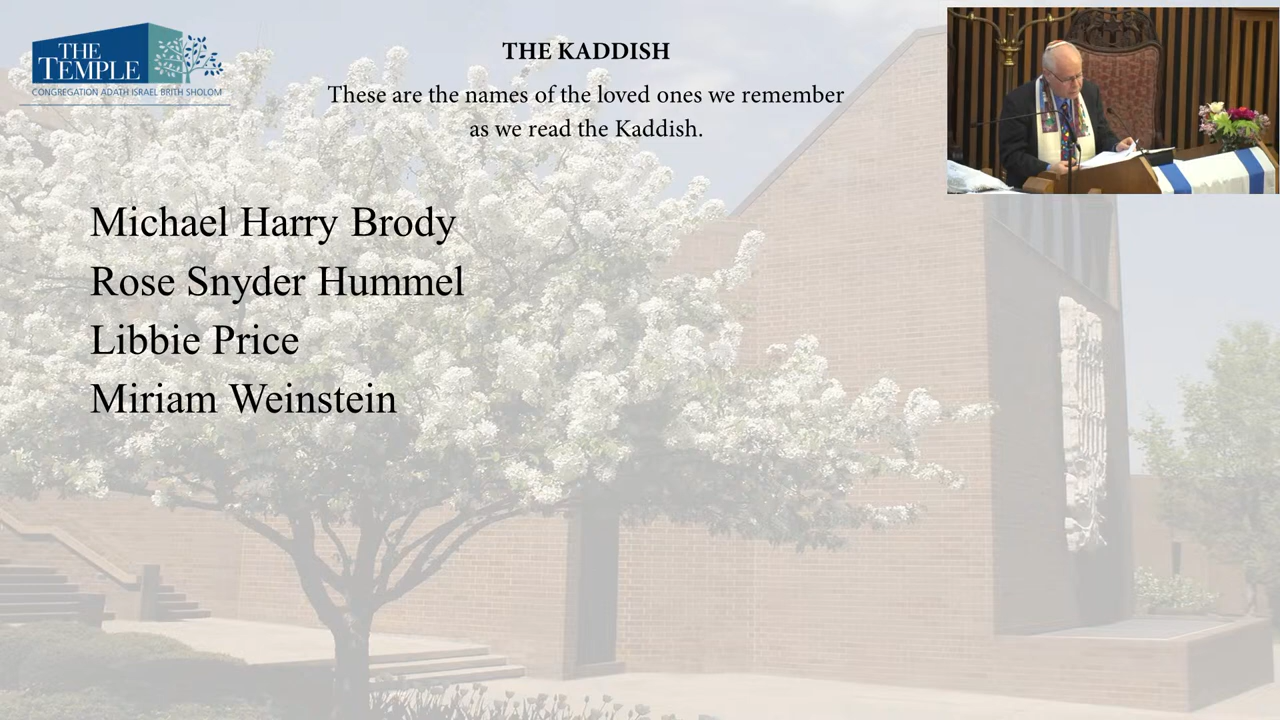 THE
TEMPLE
CONGREGATION ADATH ISRAEL BRITH SHOLOM
THE KADDISH
These are the names of the loved ones we remember
as we read the Kaddish.
Michael Harry Brody
Rose Snyder Hummel
Libbie Price
Miriam Weinstein